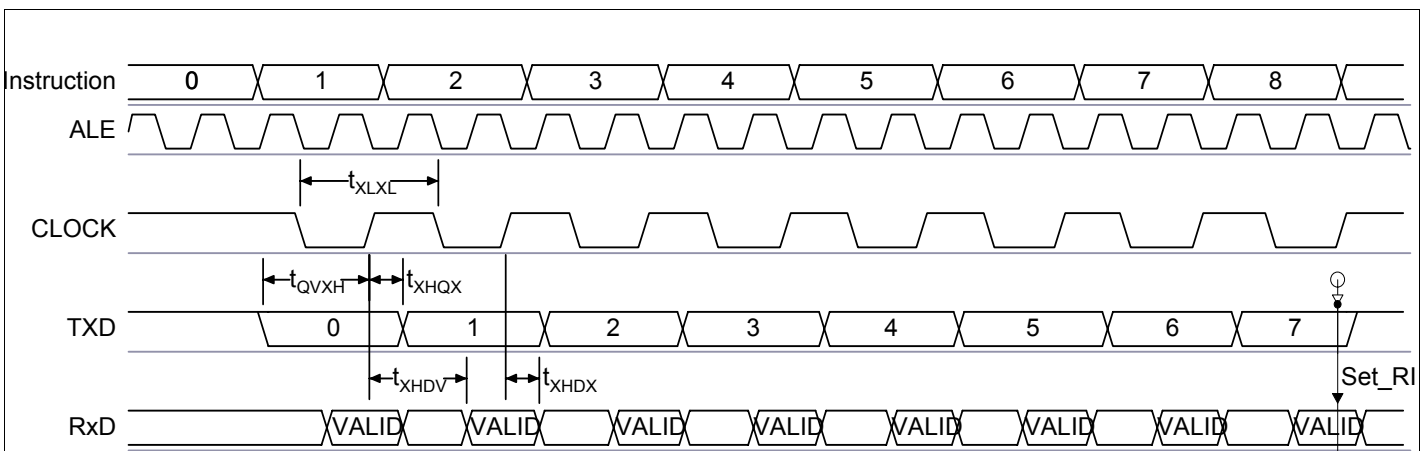 Instruction 0 1 2 3 4 5 6 7 8
ALE
tXLXL
CLOCK
tQVXH tXHQX
TXD 0 1 2 3 4 5 6 7
tXHDV tXHDX Set_RI
RxD VALID VALID VALID VALID VALID VALID VALID VALID